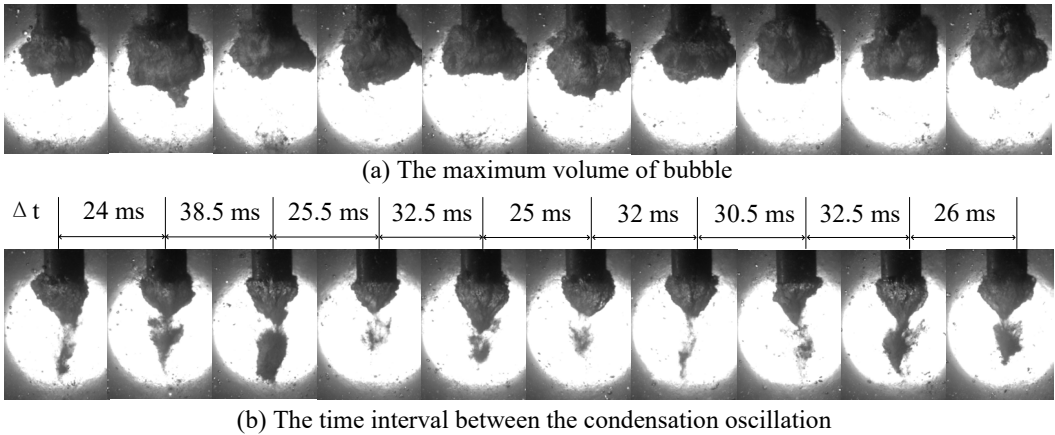 (a) The maximum volume of bubble
Δ t 24 ms 38.5 ms 25.5 ms 32.5 ms 25 ms 32 ms 30.5 ms 32.5 ms 26 ms
(b) The time interval between the condensation oscillation